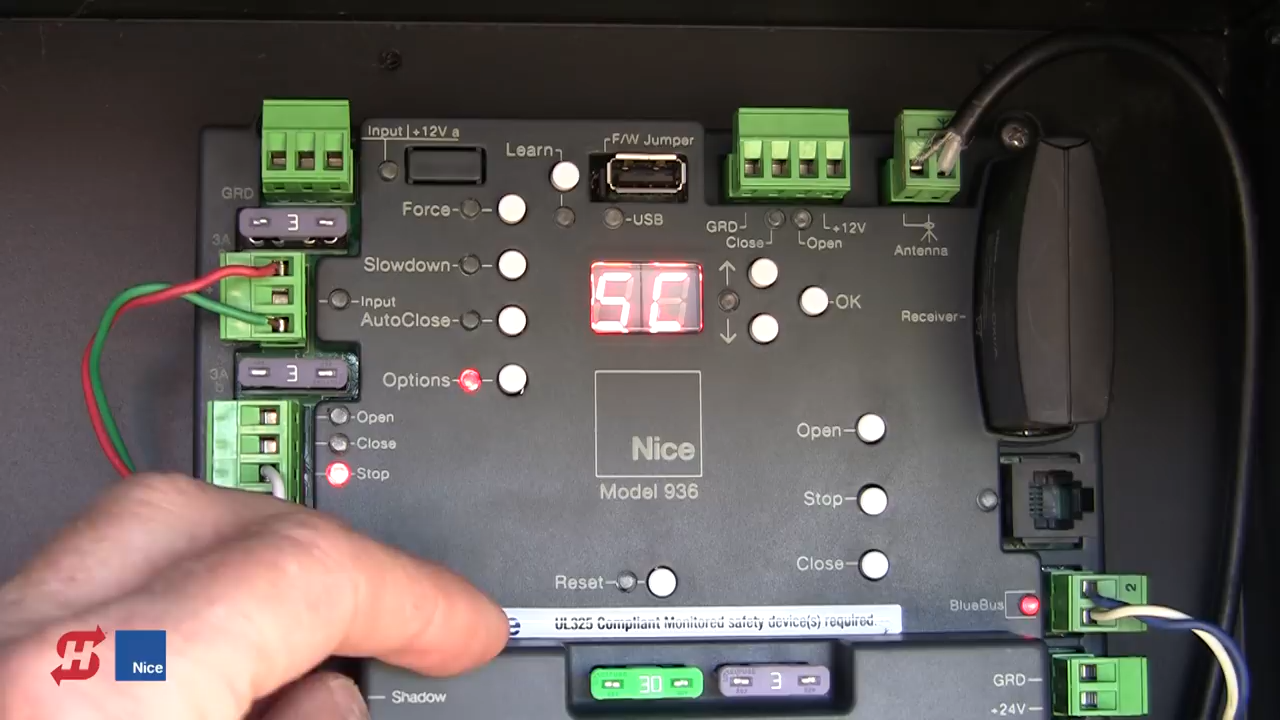 Input | +12V a
F/W Jumper
Learn
GRD
Force
USB
3
GRD
+12V
3A
Close
Open
Antenna
Slowdown
SC
Input
OK
AutoClose
Receiver
3A
3
Options
Open
Open
Close
Nice
Stop
Model 936
Stop
Close
Reset
BlueBus
2
UL325 Compliant Monitored safety device(s) required.
H
Nice
30
3
GRD
Shadow
+24V